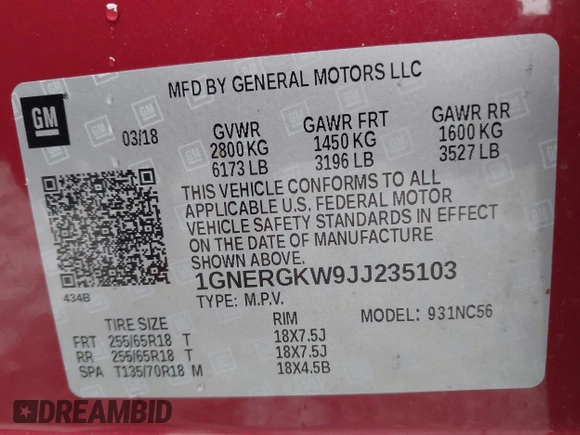 MFD BY GENERAL MOTORS LLC
GM
03/18
GVWR
2800 KG
6173 LB
GAWR FRT
1450 KG
3196 LB
GAWR RR
1600 KG
3527 LB
THIS VEHICLE CONFORMS TO ALL
APPLICABLE U.S. FEDERAL MOTOR
VEHICLE SAFETY STANDARDS IN EFFECT
ON THE DATE OF MANUFACTURE
SHOWN ABOVE.
434B
1GNERGKW9JJ235103
TYPE: M.P.V.
MODEL: 931NC56
TIRE SIZE RIM
FRT 255/65R18 T 18X7.5J
RR 255/65R18 T 18X7.5J
SPA T135/70R18 M 18X4.5B
DREAMBID